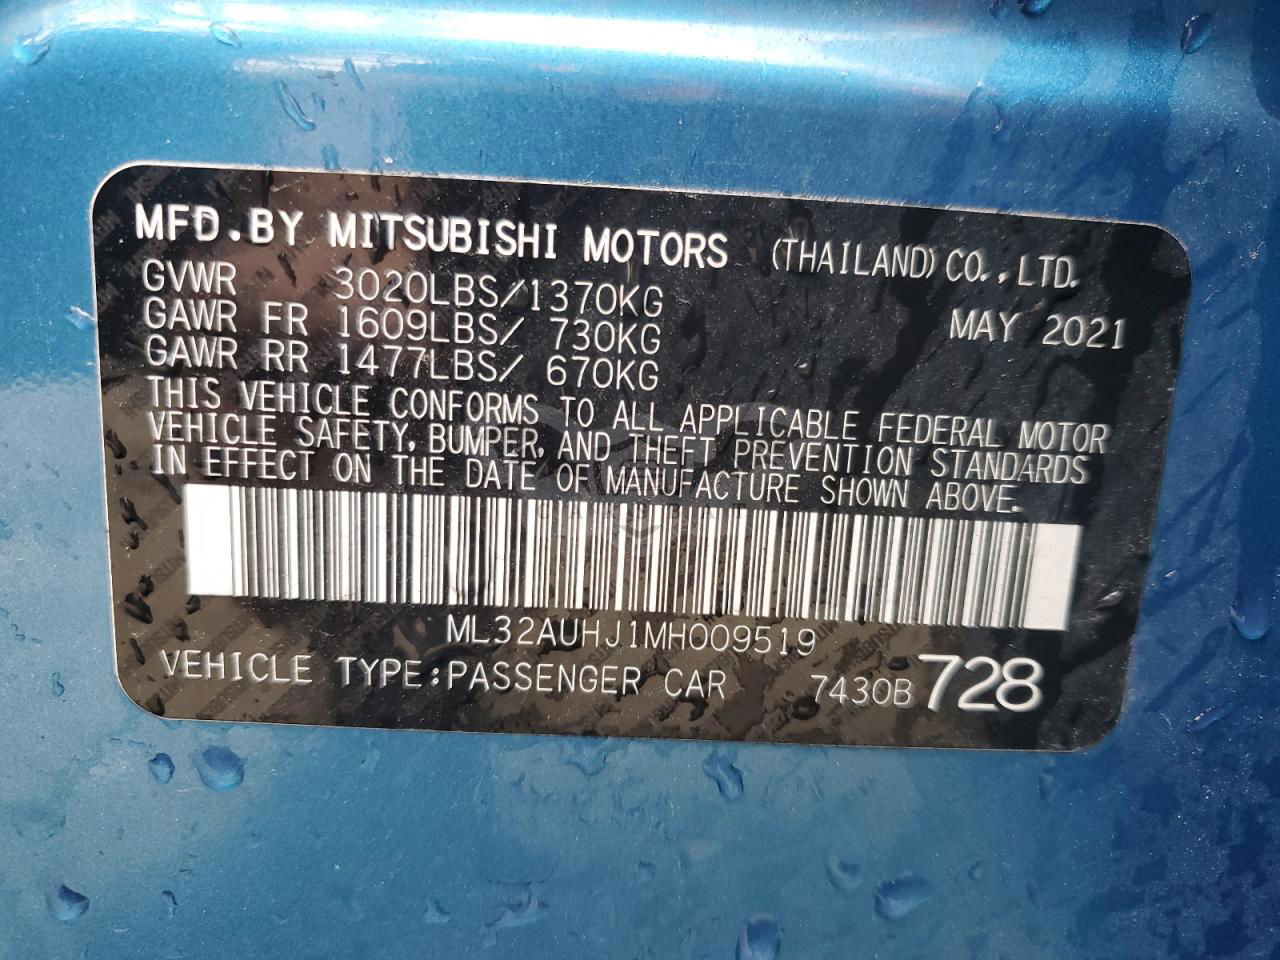 MFD.BY MITSUBISHI MOTORS (THAILAND) CO.,LTD.
GVWR 3020LBS/1370KG
GAWR FR 1609LBS/ 730KG MAY 2021
GAWR RR 1477LBS/ 670KG
THIS VEHICLE CONFORMS TO ALL APPLICABLE FEDERAL MOTOR
VEHICLE SAFETY, BUMPER, AND THEFT PREVENTION STANDARDS
IN EFFECT ON THE DATE OF MANUFACTURE SHOWN ABOVE.
ML32AUHJ1MH009519
VEHICLE TYPE:PASSENGER CAR 7430B 728